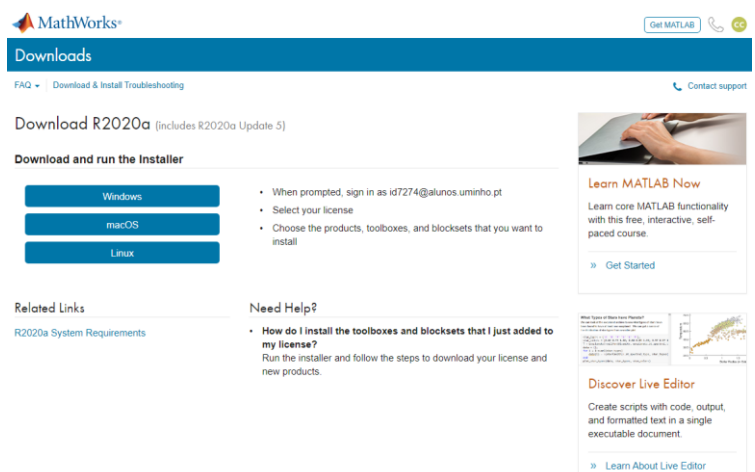 MathWorks®
Get MATLAB
CC
Downloads
FAQ
Download & Install Troubleshooting
Contact support
Download R2020a (includes R2020a Update 5)
Download and run the Installer
Windows
macOS
Linux
• When prompted, sign in as id7274@alunos.uminho.pt
• Select your license
• Choose the products, toolboxes, and blocksets that you want to
install
Learn MATLAB Now
Learn core MATLAB functionality
with this free, interactive, self-
paced course.
» Get Started
Related Links
R2020a System Requirements
Need Help?
• How do I install the toolboxes and blocksets that I just added to
my license?
Run the installer and follow the steps to download your license and
new products.
Discover Live Editor
Create scripts with code, output,
and formatted text in a single
executable document.
» Learn About Live Editor